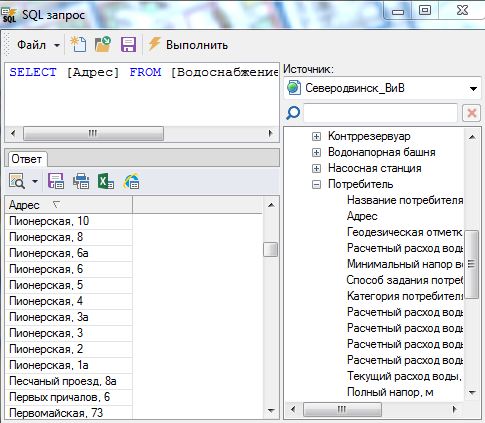 SQL запрос
Файл Выполнить
SELECT [Адрес] FROM [Водоснабжение
Источник:
Северодвинск_ВиВ
Контррезервуар
Водонапорная башня
Насосная станция
Потребитель
Название потребителя
Адрес
Геодезическая отметк
Расчетный расход воды
Минимальный напор во
Способ задания потреб
Категория потребителя
Расчетный расход воды
Расчетный расход воды
Расчетный расход воды
Расчетный расход воды
Текущий расход воды,
Полный напор, м
Ответ
Адрес
Пионерская, 10
Пионерская, 8
Пионерская, 6а
Пионерская, 6
Пионерская, 5
Пионерская, 4
Пионерская, 3а
Пионерская, 3
Пионерская, 2
Пионерская, 1а
Песчаный проезд, 8а
Первых причалов, 6
Первомайская, 73